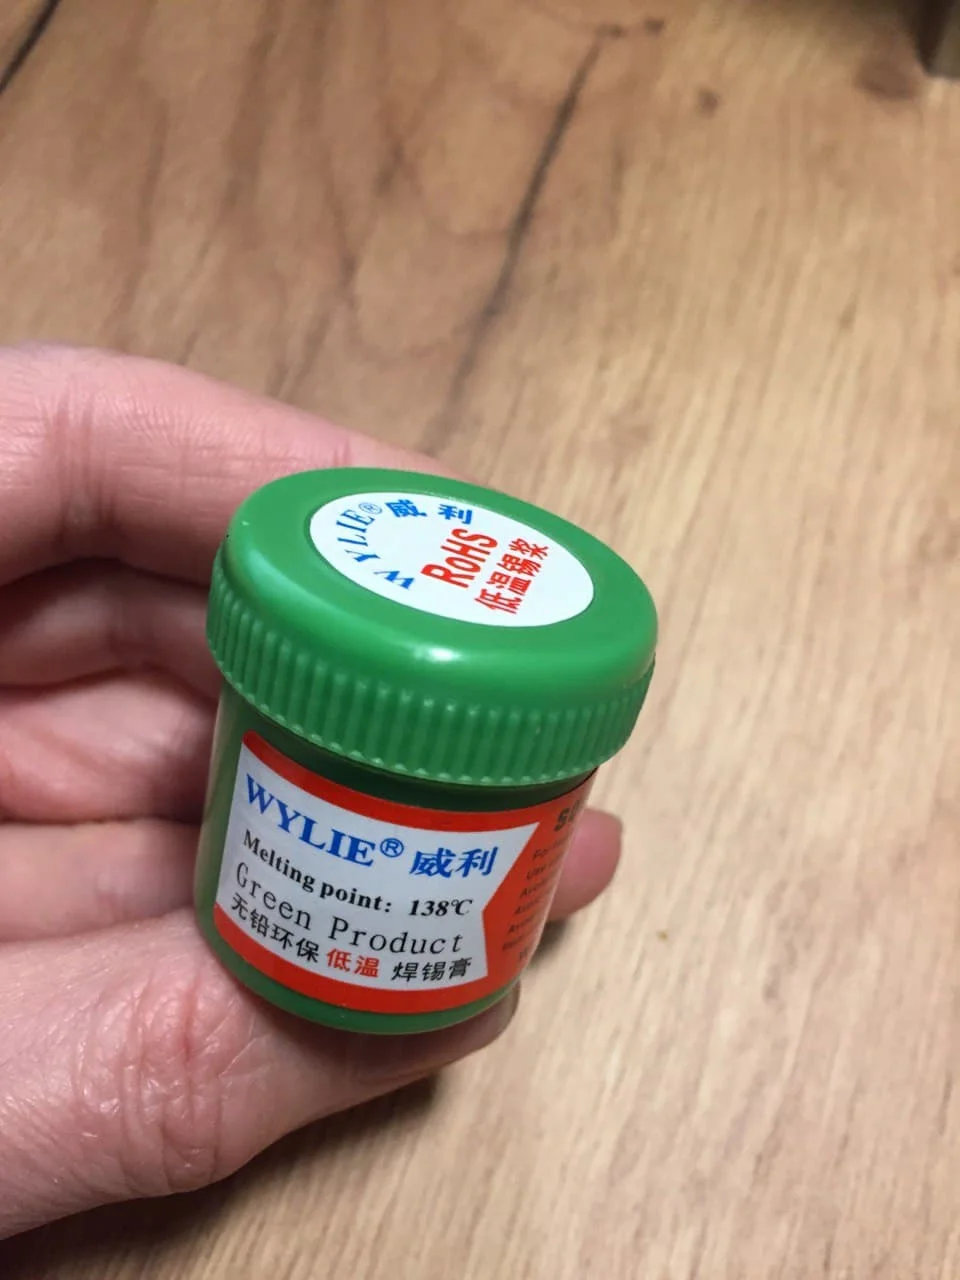 WYLIE® 威利
RoHS
低温锡浆
WYLIE® 威利
Melting point: 138℃
Green Product
无铅环保 低温 焊锡膏